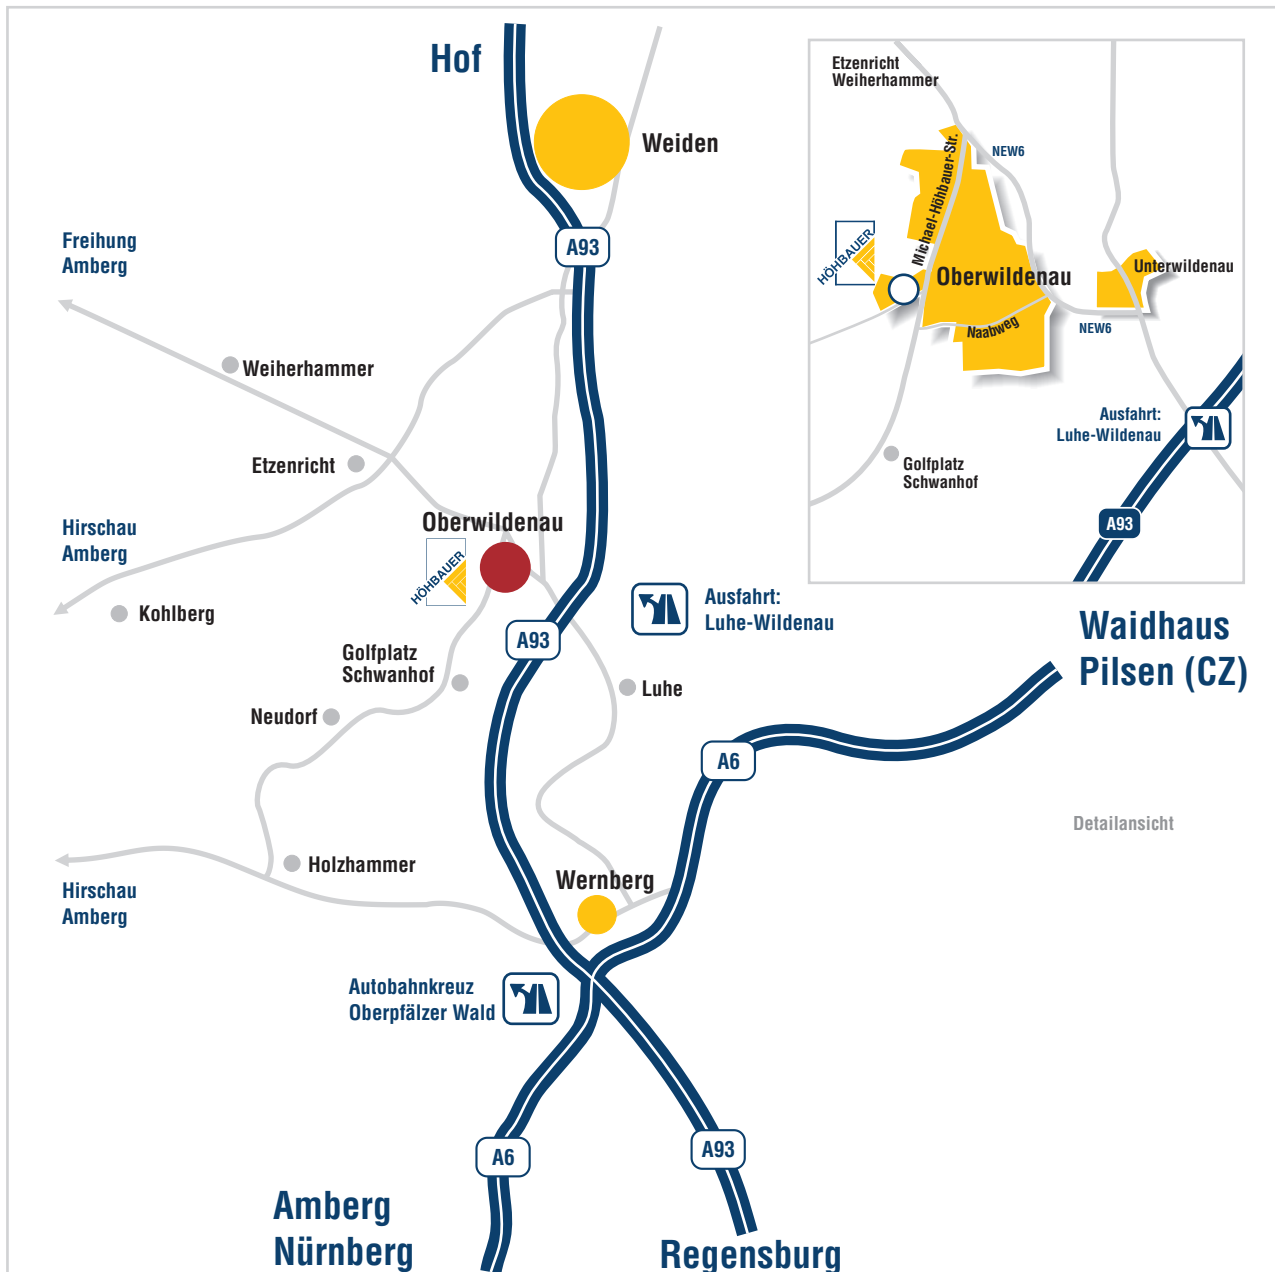 Hof
Weiden
A93
Freihung
Amberg
Weiherhammer
Etzenricht
Hirschau
Amberg
Oberwildenau
HÖHBAUER
Kohlberg
A93
Ausfahrt:
Luhe-Wildenau
Golfplatz
Schwanhof
Luhe
Neudorf
A6
Waidhaus
Pilsen (CZ)
Detailansicht
Holzhammer
Wernberg
Hirschau
Amberg
Autobahnkreuz
Oberpfälzer Wald
A6
A93
Amberg
Nürnberg
Regensburg
Etzenricht
Weiherhammer
NEW6
Michael-Höhbauer-Str.
HÖHBAUER
Oberwildenau
Unterwildenau
Naabweg
NEW6
Ausfahrt:
Luhe-Wildenau
Golfplatz
Schwanhof
A93